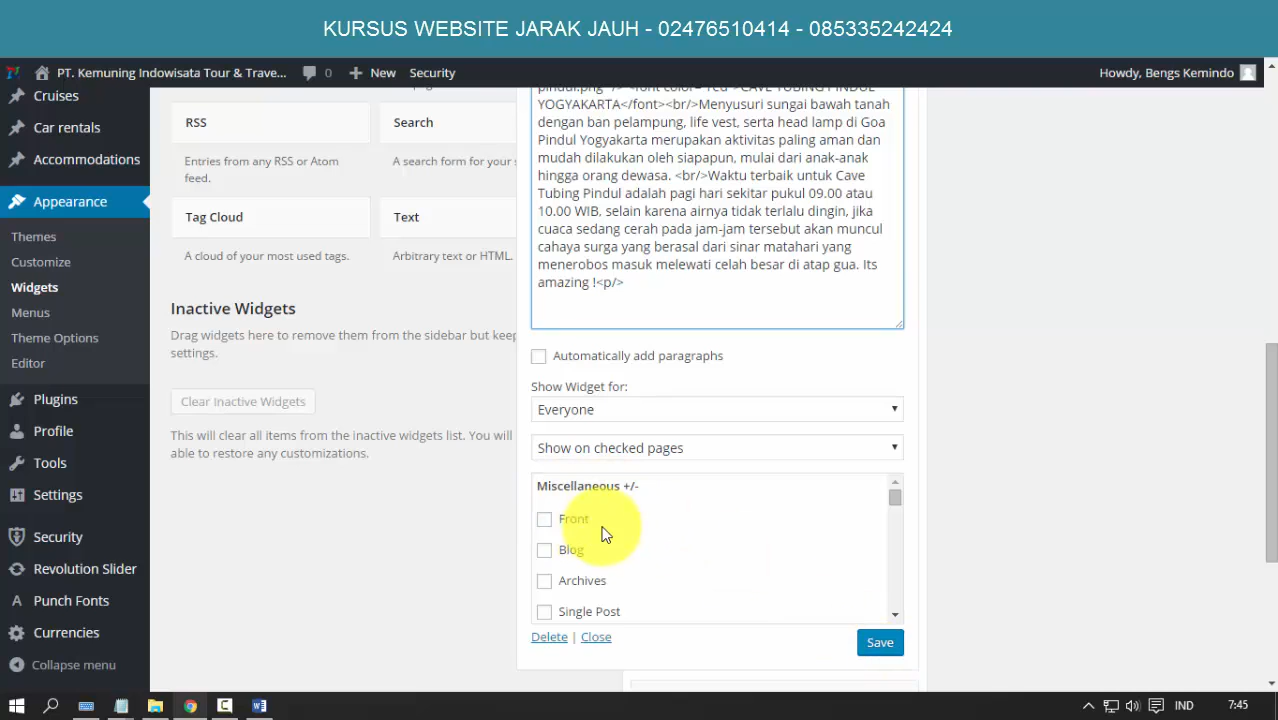 KURSUS WEBSITE JARAK JAUH - 02476510414 - 085335242424
PT. Kemuning Indowisata Tour & Trave...
0
New
Security
Howdy, Bengs Kemindo
Cruises
Car rentals
Accommodations
Appearance
Themes
Customize
Widgets
Menus
Theme Options
Editor
Plugins
Profile
Tools
Settings
Security
Revolution Slider
Punch Fonts
Currencies
Collapse menu
RSS
Search
Entries from any RSS or Atom
feed.
A search form for your s
Tag Cloud
Text
A cloud of your most used tags.
Arbitrary text or HTML.
Inactive Widgets
Drag widgets here to remove them from the sidebar but keep
settings.
Clear Inactive Widgets
This will clear all items from the inactive widgets list. You will
able to restore any customizations.
pindul.png" /> <font color="red">CAVE TUBING PINDUL
YOGYAKARTA</font><br/>Menyusuri sungai bawah tanah
dengan ban pelampung, life vest, serta head lamp di Goa
Pindul Yogyakarta merupakan aktivitas paling aman dan
mudah dilakukan oleh siapapun, mulai dari anak-anak
hingga orang dewasa. <br/>Waktu terbaik untuk Cave
Tubing Pindul adalah pagi hari sekitar pukul 09.00 atau
10.00 WIB, selain karena airnya tidak terlalu dingin, jika
cuaca sedang cerah pada jam-jam tersebut akan muncul
cahaya surga yang berasal dari sinar matahari yang
menerobos masuk melewati celah besar di atap gua. Its
amazing !<p/>
Automatically add paragraphs
Show Widget for:
Everyone
Show on checked pages
Miscellaneous +/-
Front
Blog
Archives
Single Post
Delete | Close
Save
IND
7:45